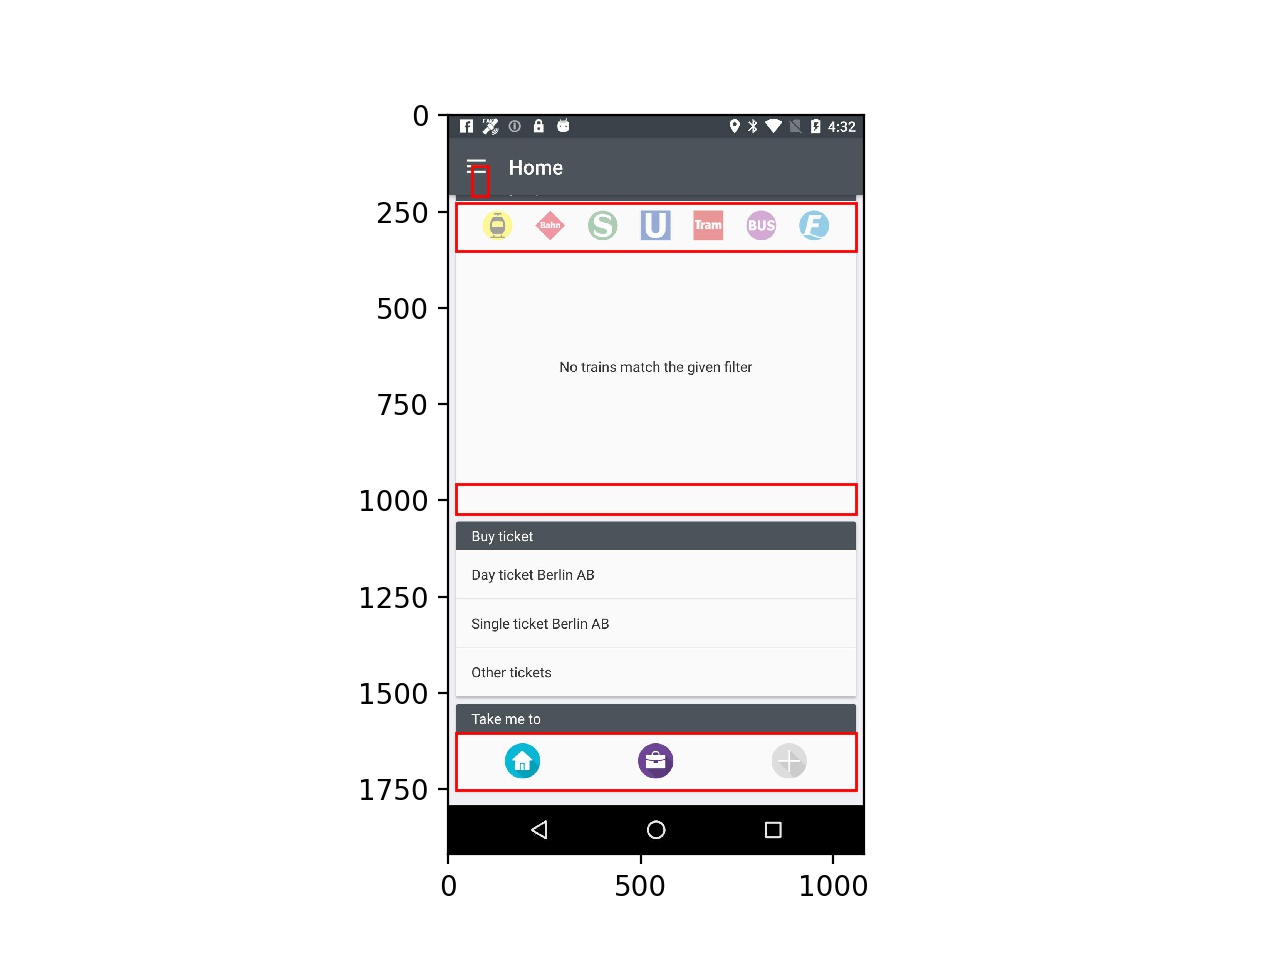 0
4:32
Home
250
Bahn
S
U
Tram
BUS
F
500
No trains match the given filter
750
1000
Buy ticket
Day ticket Berlin AB
1250
Single ticket Berlin AB
Other tickets
1500
Take me to
1750
0 500 1000